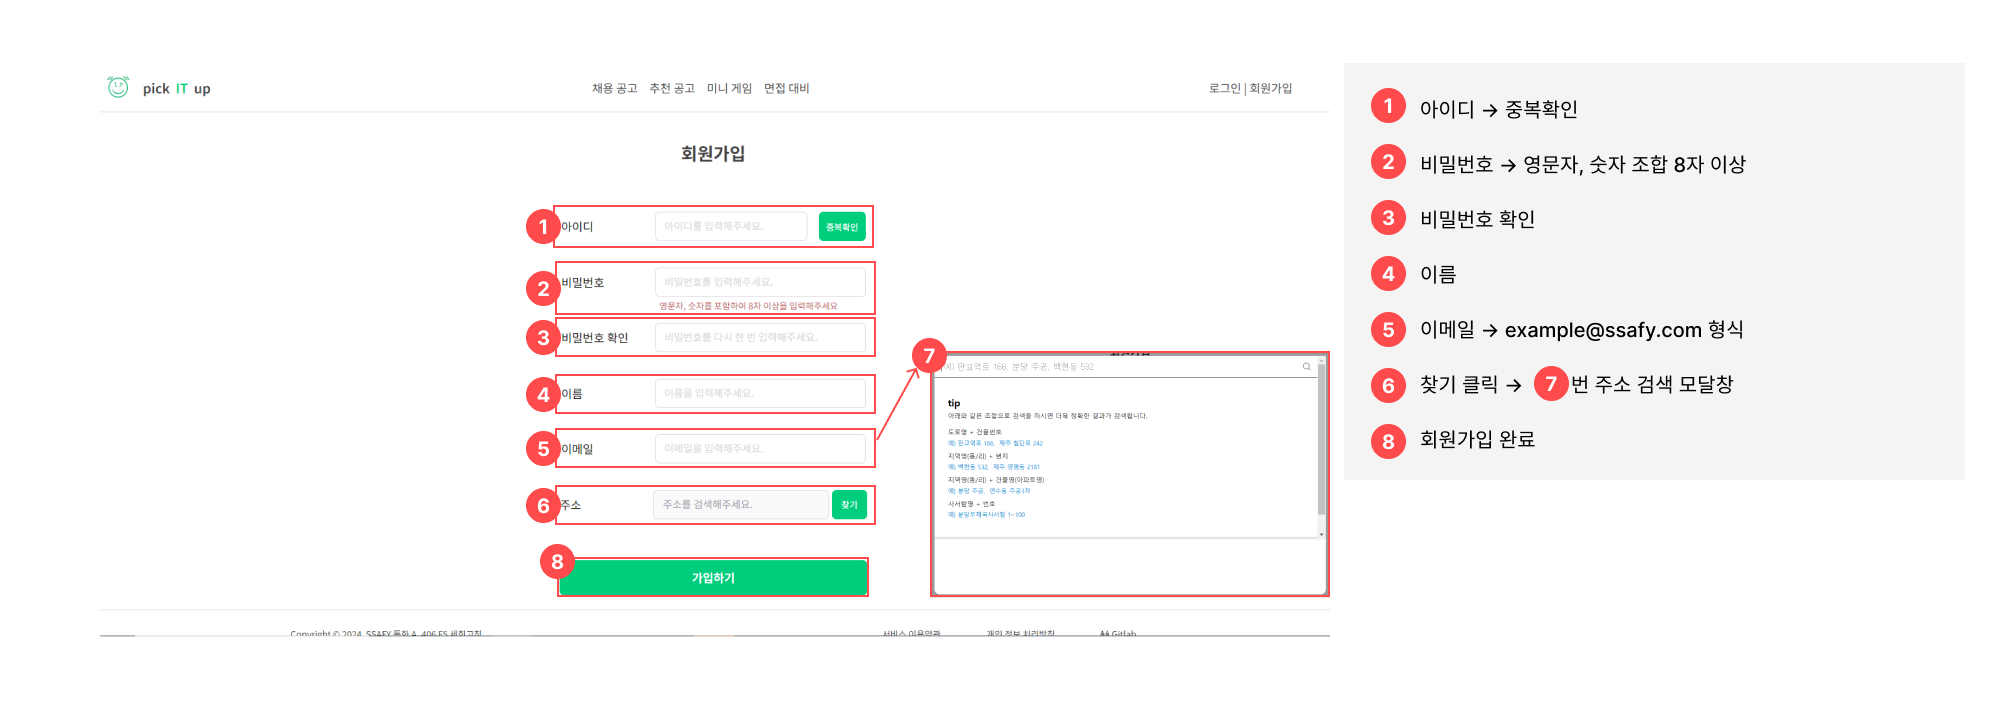 pick IT up
채용 공고 추천 공고 미니 게임 면접 대비
로그인 | 회원가입
회원가입
1 아이디 아이디를 입력해주세요. 중복확인
2 비밀번호 비밀번호를 입력해주세요.
영문자, 숫자를 포함하여 8자 이상을 입력해주세요
3 비밀번호 확인 비밀번호를 다시 한 번 입력해주세요.
4 이름 이름을 입력해주세요.
5 이메일 이메일을 입력해주세요.
6 주소 주소를 검색해주세요. 찾기
8 가입하기
7
예) 판교역로 166, 분당 주공, 백현동 532
tip
아래와 같은 조합으로 검색을 하시면 더욱 정확한 결과가 검색됩니다.
도로명 + 건물번호
예) 판교역로 166, 제주 첨단로 242
지역명(동/리) + 번지
예) 백현동 532, 제주 영평동 2181
지역명(동/리) + 건물명(아파트명)
예) 분당 주공, 연수동 주공3차
사서함명 + 번호
예) 분당우체국사서함 1~100
Copyright © 2024. SSAFY 특화 A
서비스 이용약관 개인 정보 처리방침 Gitlab
1 아이디 → 중복확인
2 비밀번호 → 영문자, 숫자 조합 8자 이상
3 비밀번호 확인
4 이름
5 이메일 → example@ssafy.com 형식
6 찾기 클릭 → 7 번 주소 검색 모달창
8 회원가입 완료